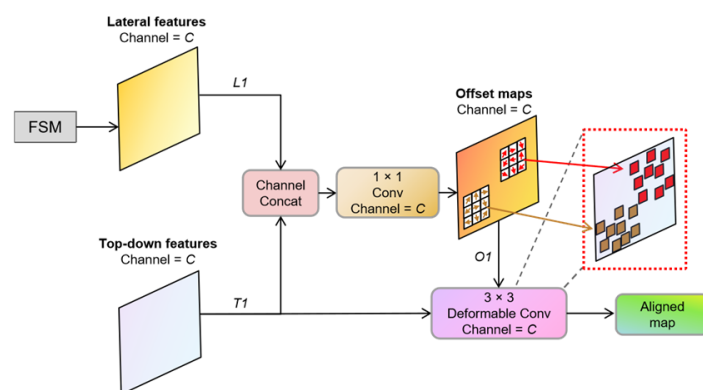 Lateral features
Channel = C
L1
FSM
Offset maps
Channel = C
Channel
Concat
1 × 1
Conv
Channel = C
Top-down features
Channel = C
T1
O1
3 × 3
Deformable Conv
Channel = C
Aligned
map